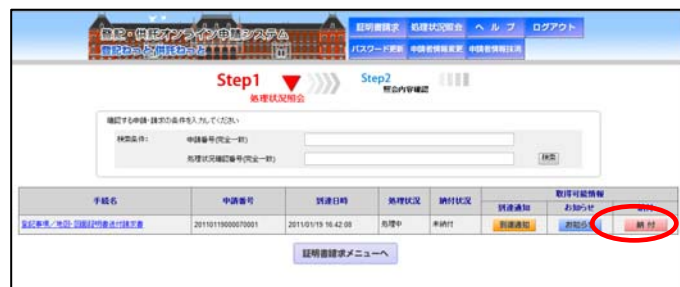 登記・供託オンライン申請システム
登記ねっと 供託ねっと
証明書請求 処理状況照会 ヘルプ ログアウト
パスワード更新 申請者情報変更 申請者情報抹消
Step1
処理状況照会
Step2
照会内容確認
確認する申請・請求の条件を入力してください
検索条件: 申請番号(完全一致)
処理状況確認番号(完全一致) 検索
手続名 申請番号 到達日時 処理状況 納付状況 取得可能情報
到達通知 お知らせ 納付
登記事項/地図・図面証明書送付請求書 20110119000070001 2011/01/19 16:42:00 処理中 未納付 到達通知 お知らせ 納付
証明書請求メニューへ